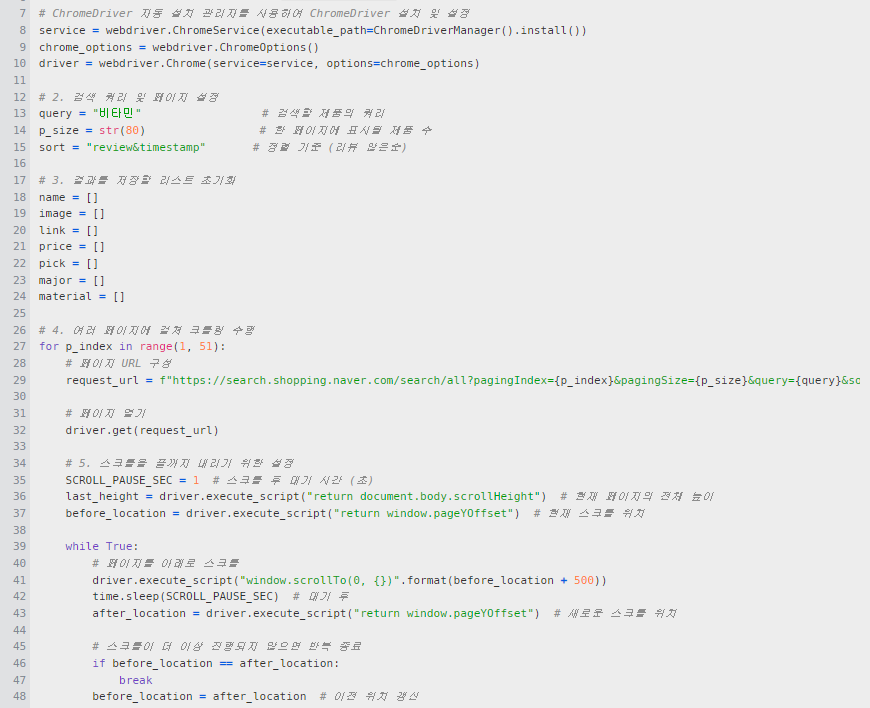 7 # ChromeDriver 자동 설치 관리자를 사용하여 ChromeDriver 설치 및 설정
8 service = webdriver.ChromeService(executable_path=ChromeDriverManager().install())
9 chrome_options = webdriver.ChromeOptions()
10 driver = webdriver.Chrome(service=service, options=chrome_options)
11
12 # 2. 검색 쿼리 및 페이지 설정
13 query = "비타민" # 검색할 제품의 쿼리
14 p_size = str(80) # 한 페이지에 표시될 제품 수
15 sort = "review&timestamp" # 정렬 기준 (리뷰 많은순)
16
17 # 3. 결과를 저장할 리스트 초기화
18 name = []
19 image = []
20 link = []
21 price = []
22 pick = []
23 major = []
24 material = []
25
26 # 4. 여러 페이지에 걸쳐 크롤링 수행
27 for p_index in range(1, 51):
28 # 페이지 URL 구성
29 request_url = f"https://search.shopping.naver.com/search/all?pagingIndex={p_index}&pagingSize={p_size}&query={query}&so
30
31 # 페이지 열기
32 driver.get(request_url)
33
34 # 5. 스크롤을 끝까지 내리기 위한 설정
35 SCROLL_PAUSE_SEC = 1 # 스크롤 후 대기 시간 (초)
36 last_height = driver.execute_script("return document.body.scrollHeight") # 현재 페이지의 전체 높이
37 before_location = driver.execute_script("return window.pageYOffset") # 현재 스크롤 위치
38
39 while True:
40 # 페이지를 아래로 스크롤
41 driver.execute_script("window.scrollTo(0, {})".format(before_location + 500))
42 time.sleep(SCROLL_PAUSE_SEC) # 대기 후
43 after_location = driver.execute_script("return window.pageYOffset") # 새로운 스크롤 위치
44
45 # 스크롤이 더 이상 진행되지 않으면 반복 종료
46 if before_location == after_location:
47 break
48 before_location = after_location # 이전 위치 갱신